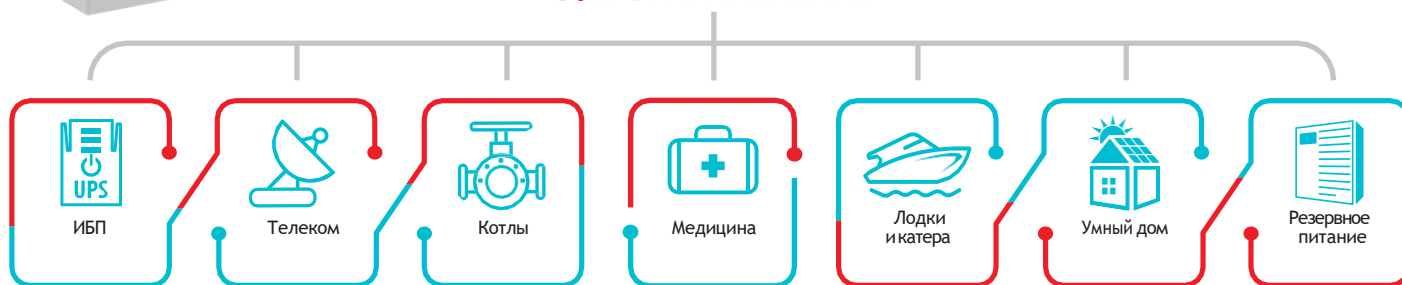 UPS
ИБП
Телеком
Котлы
Медицина
Лодки
и катера
Умный дом
Резервное
питание